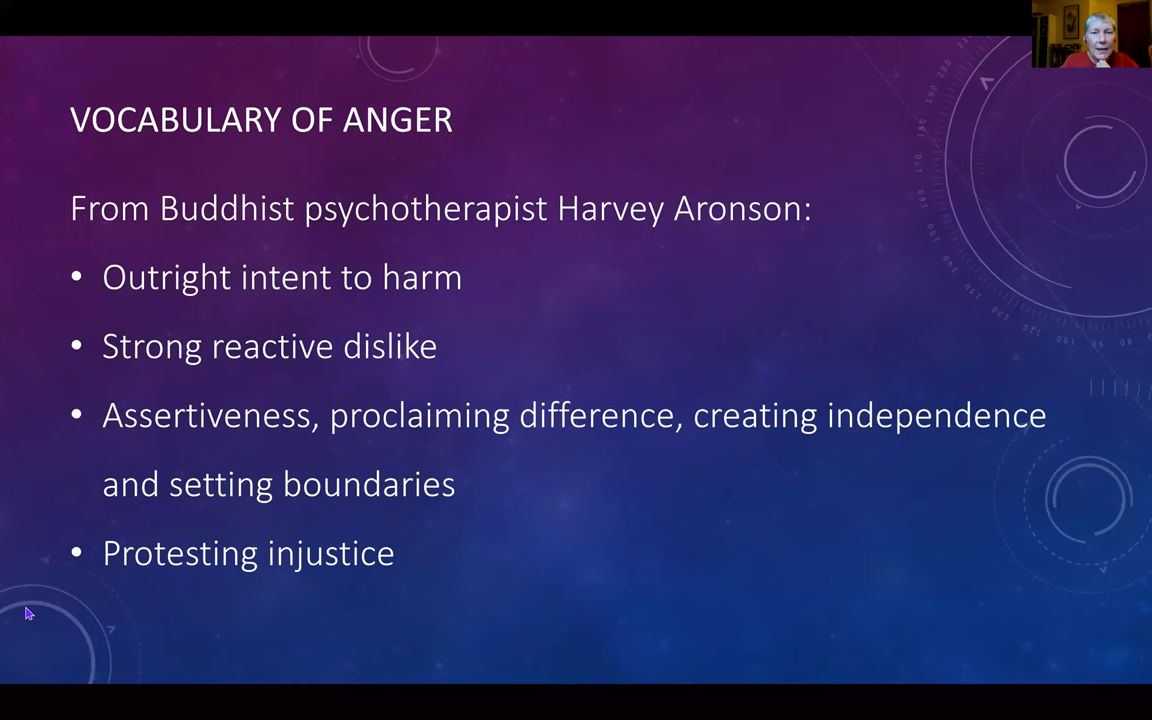 VOCABULARY OF ANGER
From Buddhist psychotherapist Harvey Aronson:
• Outright intent to harm
• Strong reactive dislike
• Assertiveness, proclaiming difference, creating independence
and setting boundaries
• Protesting injustice